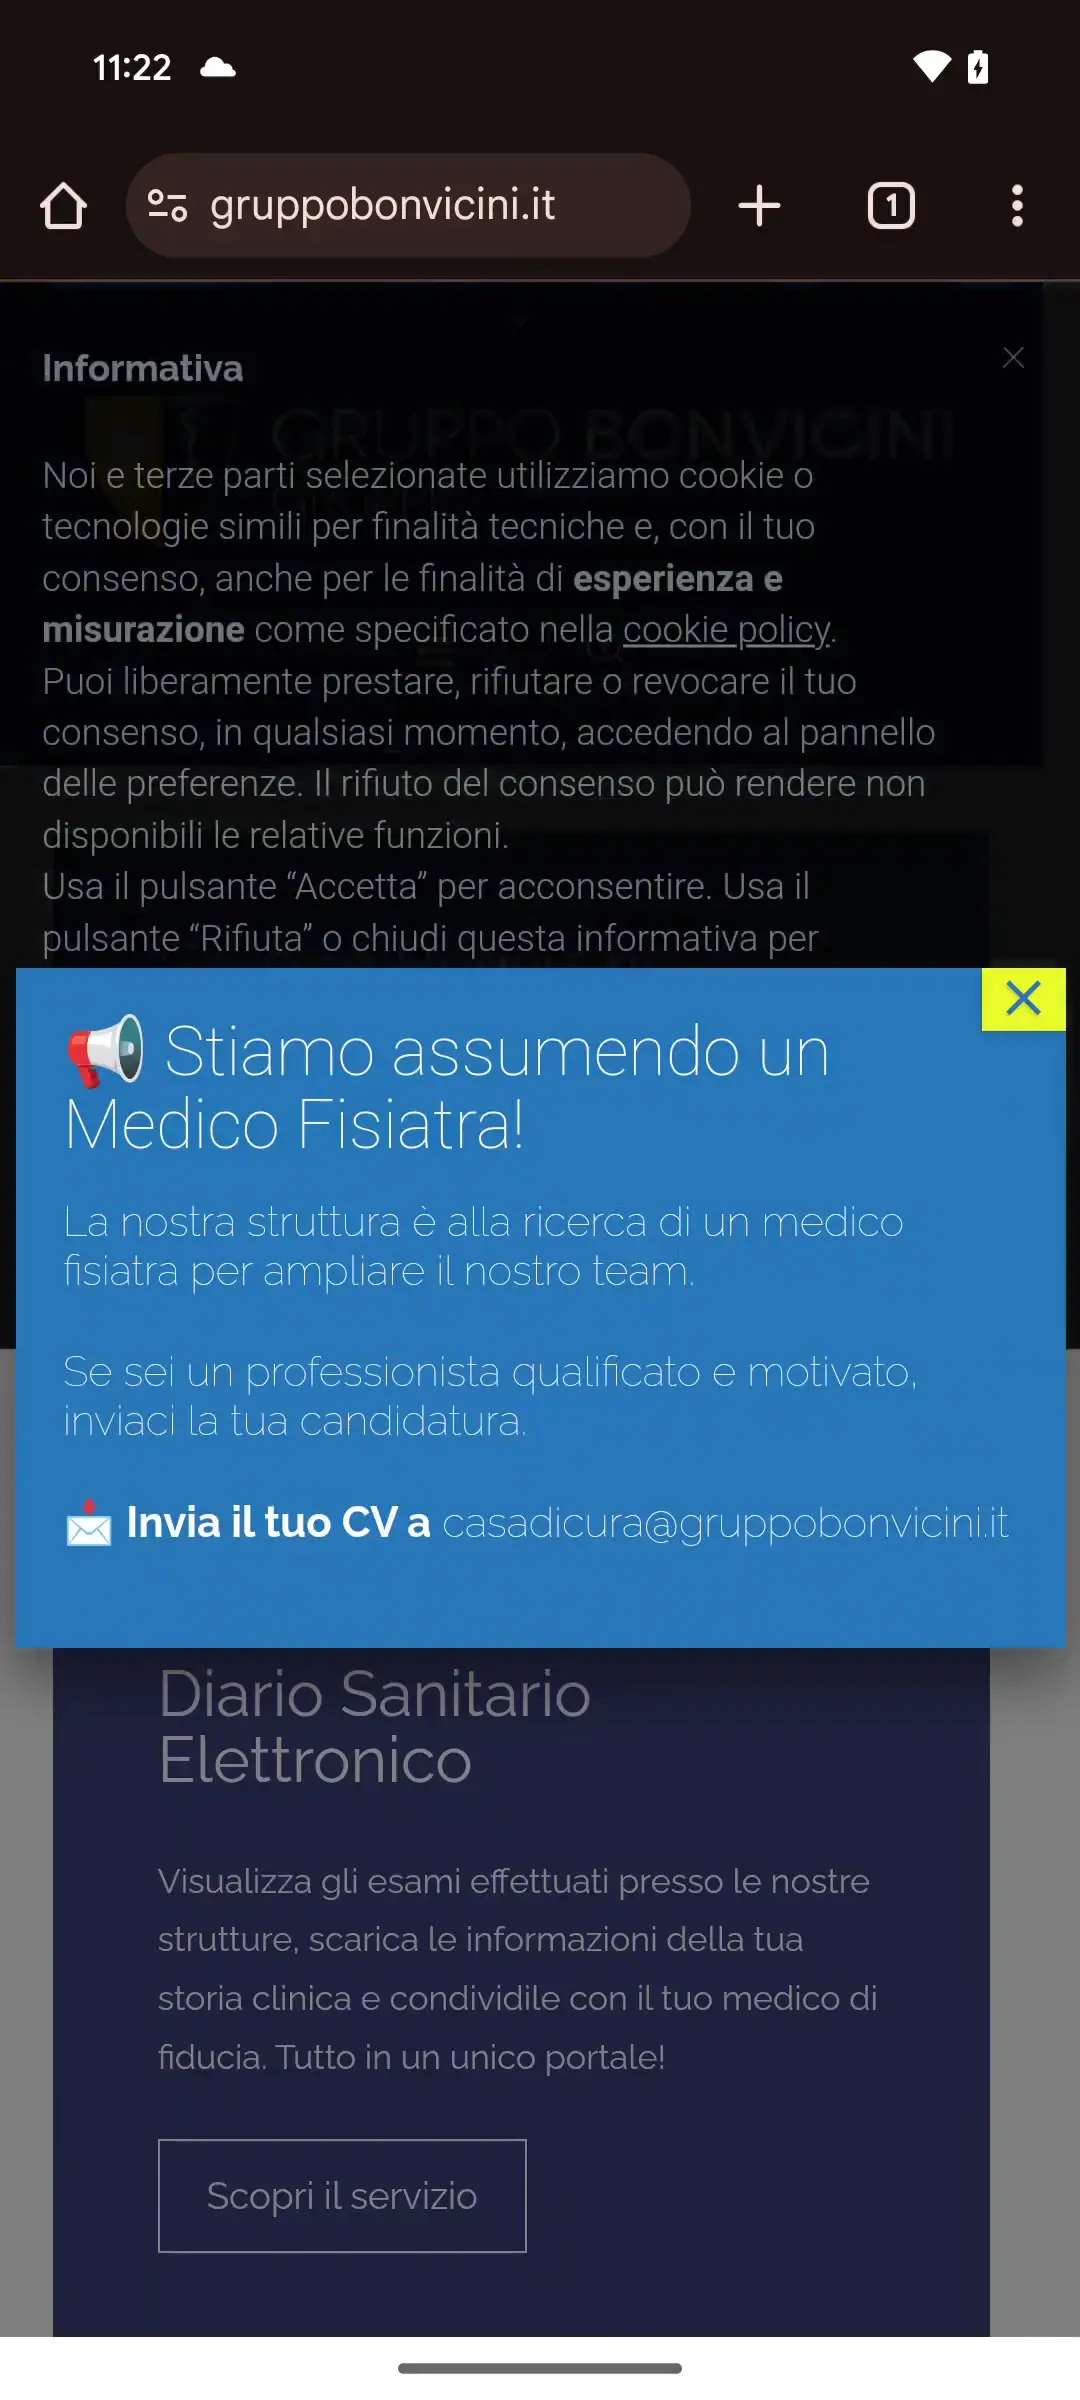 11:22
gruppobonvicini.it
1
Informativa
GRUPPO BONVICINI
Noi e terze parti selezionate utilizziamo cookie o
tecnologie simili per finalità tecniche e, con il tuo
consenso, anche per le finalità di esperienza e
misurazione come specificato nella cookie policy.
Puoi liberamente prestare, rifiutare o revocare il tuo
consenso, in qualsiasi momento, accedendo al pannello
delle preferenze. Il rifiuto del consenso può rendere non
disponibili le relative funzioni.
Usa il pulsante “Accetta” per acconsentire. Usa il
pulsante “Rifiuta” o chiudi questa informativa per
Stiamo assumendo un
Medico Fisiatra!
La nostra struttura è alla ricerca di un medico
fisiatra per ampliare il nostro team.
Se sei un professionista qualificato e motivato,
inviaci la tua candidatura.
Invia il tuo CV a casadicura@gruppobonvicini.it
Diario Sanitario
Elettronico
Visualizza gli esami effettuati presso le nostre
strutture, scarica le informazioni della tua
storia clinica e condividile con il tuo medico di
fiducia. Tutto in un unico portale!
Scopri il servizio